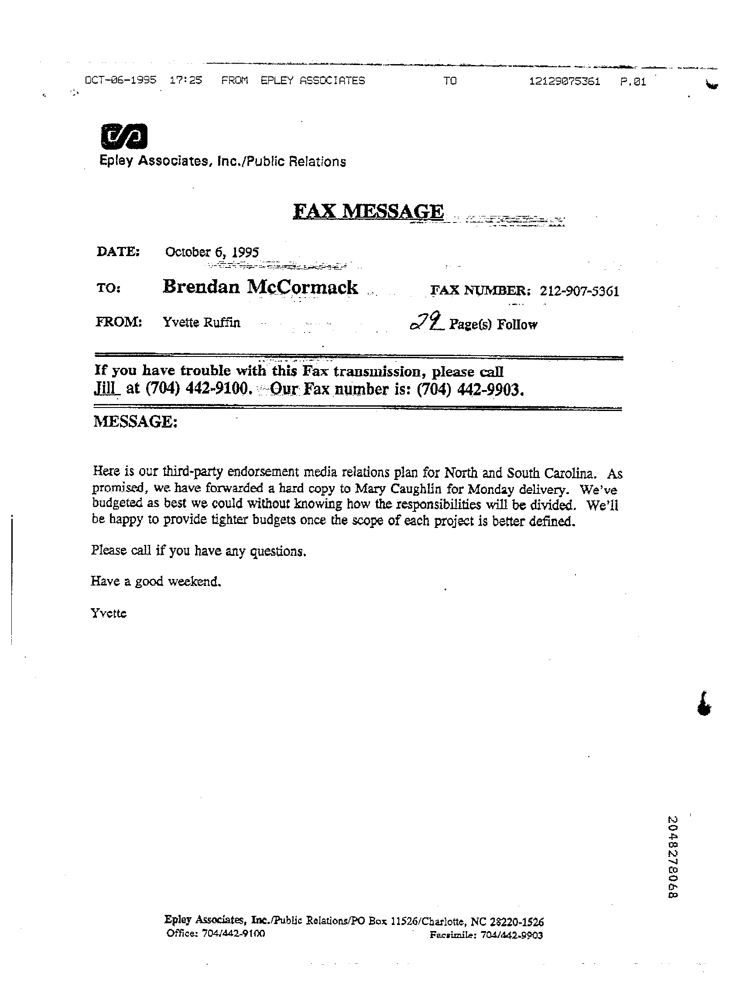 OCT-06-1995 17:25 FROM EPLEY ASSOCIATES TO 12129075361 P.01
Epley Associates, Inc./Public Relations
FAX MESSAGE
DATE: October 6, 1995
TO: Brendan McCormack FAX NUMBER: 212-907-5361
FROM: Yvette Ruffin 29 Page(s) Follow
If you have trouble with this Fax transmission, please call
Jill at (704) 442-9100. Our Fax number is: (704) 442-9903.
MESSAGE:
Here is our third-party endorsement media relations plan for North and South Carolina. As
promised, we have forwarded a hard copy to Mary Caughlin for Monday delivery. We've
budgeted as best we could without knowing how the responsibilities will be divided. We'll
be happy to provide tighter budgets once the scope of each project is better defined.
Please call if you have any questions.
Have a good weekend.
Yvette
2048278068
Epley Associates, Inc./Public Relations/PO Box 11526/Charlotte, NC 28220-1526
Office: 704/442-9100 Facsimile: 704/442-9903